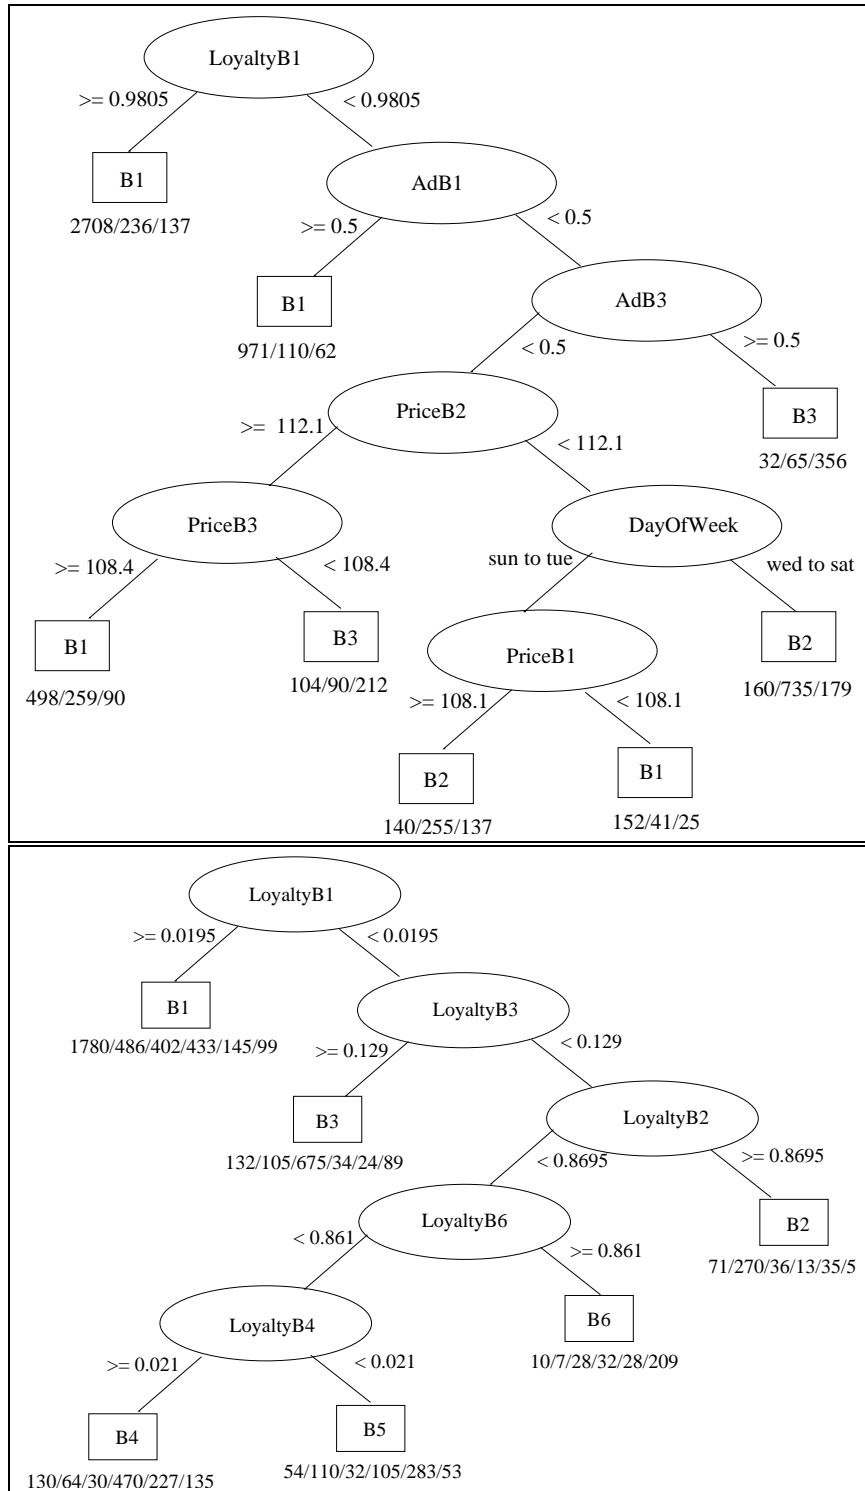 LoyaltyB1
>= 0.9805
< 0.9805
B1
2708/236/137
AdB1
>= 0.5
< 0.5
B1
971/110/62
AdB3
< 0.5
>= 0.5
B3
32/65/356
PriceB2
>= 112.1
< 112.1
PriceB3
DayOfWeek
>= 108.4
< 108.4
sun to tue
wed to sat
B1
498/259/90
B3
104/90/212
PriceB1
B2
160/735/179
>= 108.1
< 108.1
B2
140/255/137
B1
152/41/25
LoyaltyB1
>= 0.0195
< 0.0195
B1
1780/486/402/433/145/99
LoyaltyB3
>= 0.129
< 0.129
B3
132/105/675/34/24/89
LoyaltyB2
< 0.8695
>= 0.8695
B2
71/270/36/13/35/5
LoyaltyB6
< 0.861
>= 0.861
B6
10/7/28/32/28/209
LoyaltyB4
>= 0.021
< 0.021
B4
130/64/30/470/227/135
B5
54/110/32/105/283/53